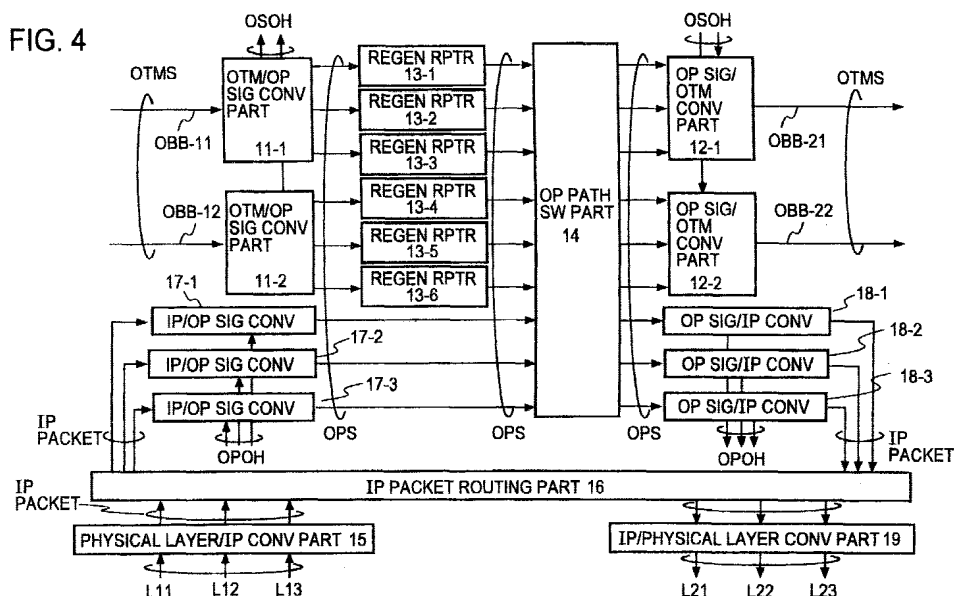 FIG. 4
OSOH
OSOH
OTMS
OTMS
OTM/OP
SIG CONV
PART
11-1
OBB-11
REGEN RPTR
13-1
REGEN RPTR
13-2
REGEN RPTR
13-3
REGEN RPTR
13-4
REGEN RPTR
13-5
REGEN RPTR
13-6
OP PATH
SW PART
14
OP SIG/
OTM
CONV
PART
12-1
OBB-21
OBB-12
OTM/OP
SIG CONV
PART
11-2
OP SIG/
OTM
CONV
PART
12-2
OBB-22
17-1
IP/OP SIG CONV
17-2
IP/OP SIG CONV
17-3
IP/OP SIG CONV
18-1
OP SIG/IP CONV
18-2
OP SIG/IP CONV
18-3
OP SIG/IP CONV
IP
PACKET
OPOH
OPS
OPS
OPS
OPOH
IP
PACKET
IP PACKET ROUTING PART 16
IP
PACKET
PHYSICAL LAYER/IP CONV PART 15
IP/PHYSICAL LAYER CONV PART 19
L11
L12
L13
L21
L22
L23